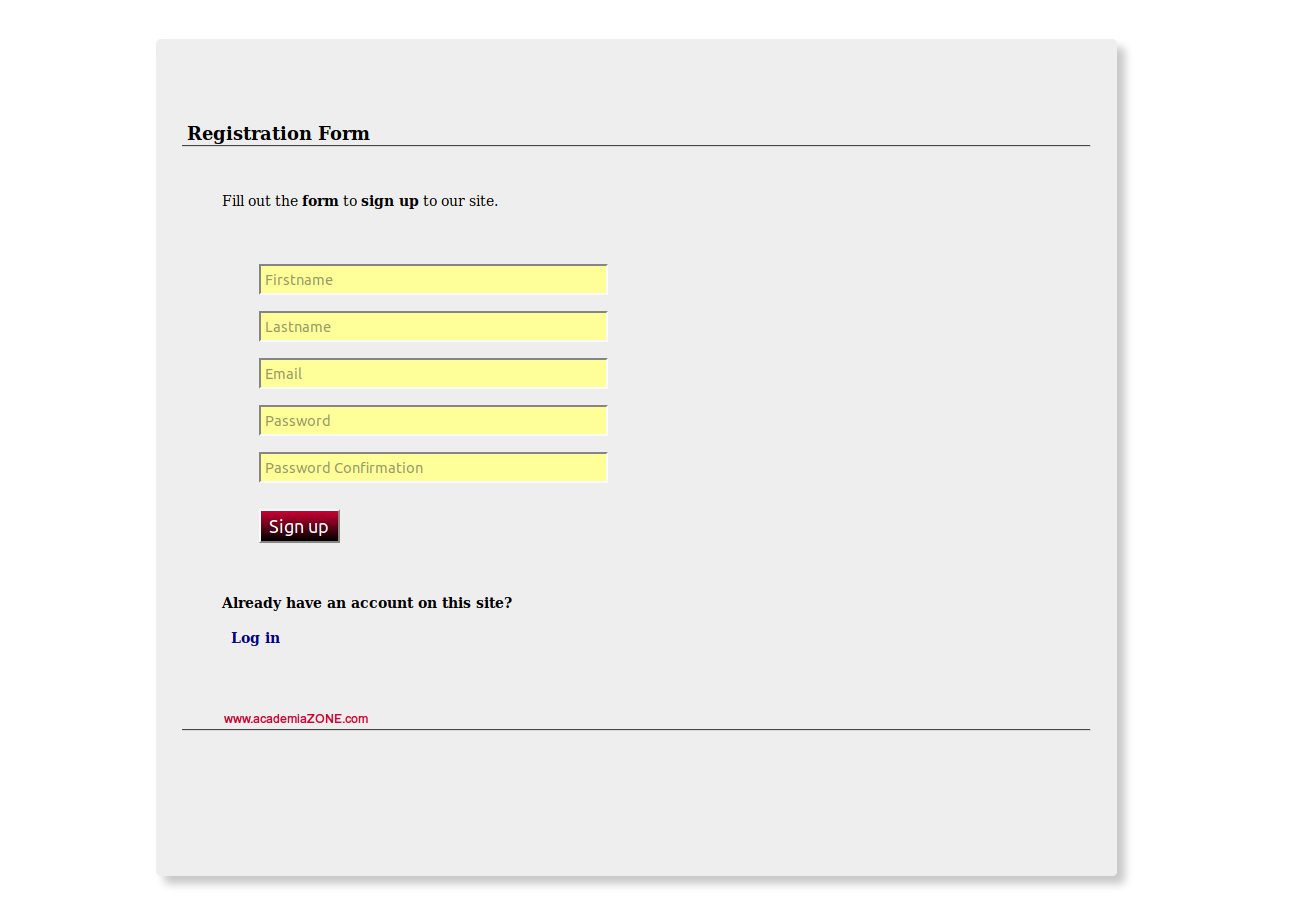 Registration Form
Fill out the form to sign up to our site.
Firstname
Lastname
Email
Password
Password Confirmation
Sign up
Already have an account on this site?
Log in
www.academiaZONE.com